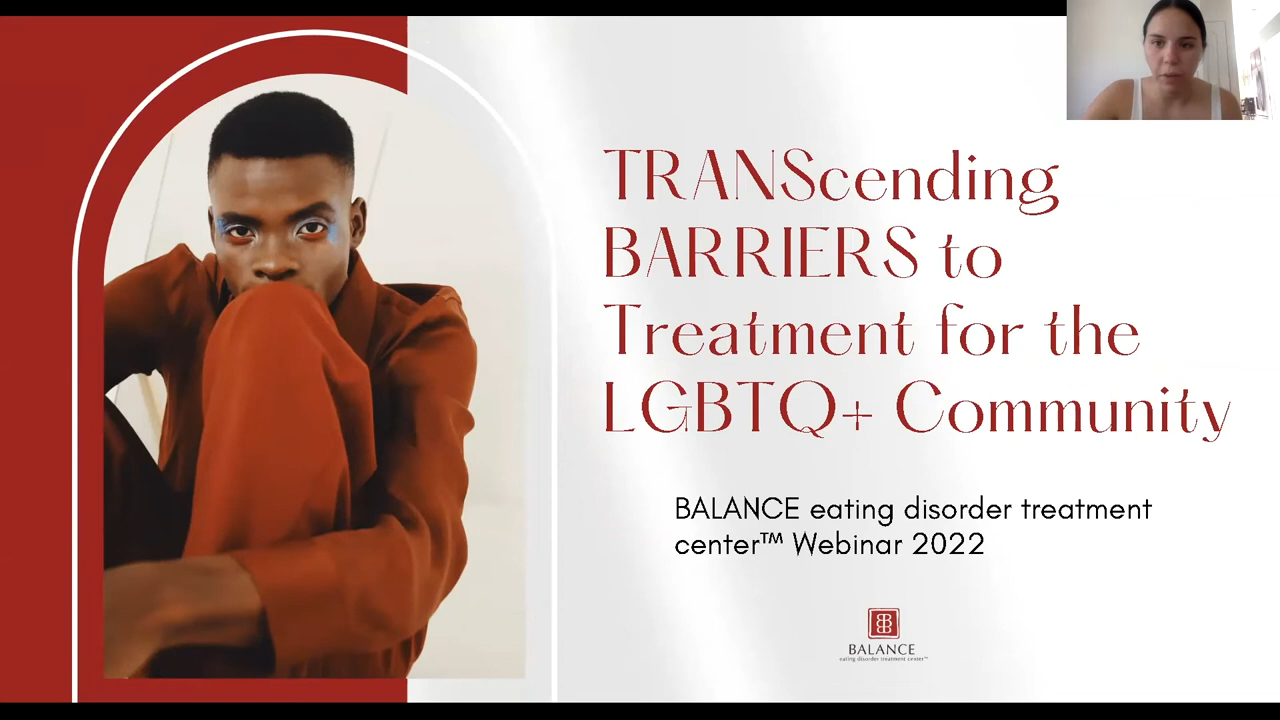 TRANScending
BARRIERS to
Treatment for the
LGBTQ+ Community
BALANCE eating disorder treatment
center™ Webinar 2022
BALANCE
eating disorder treatment center™